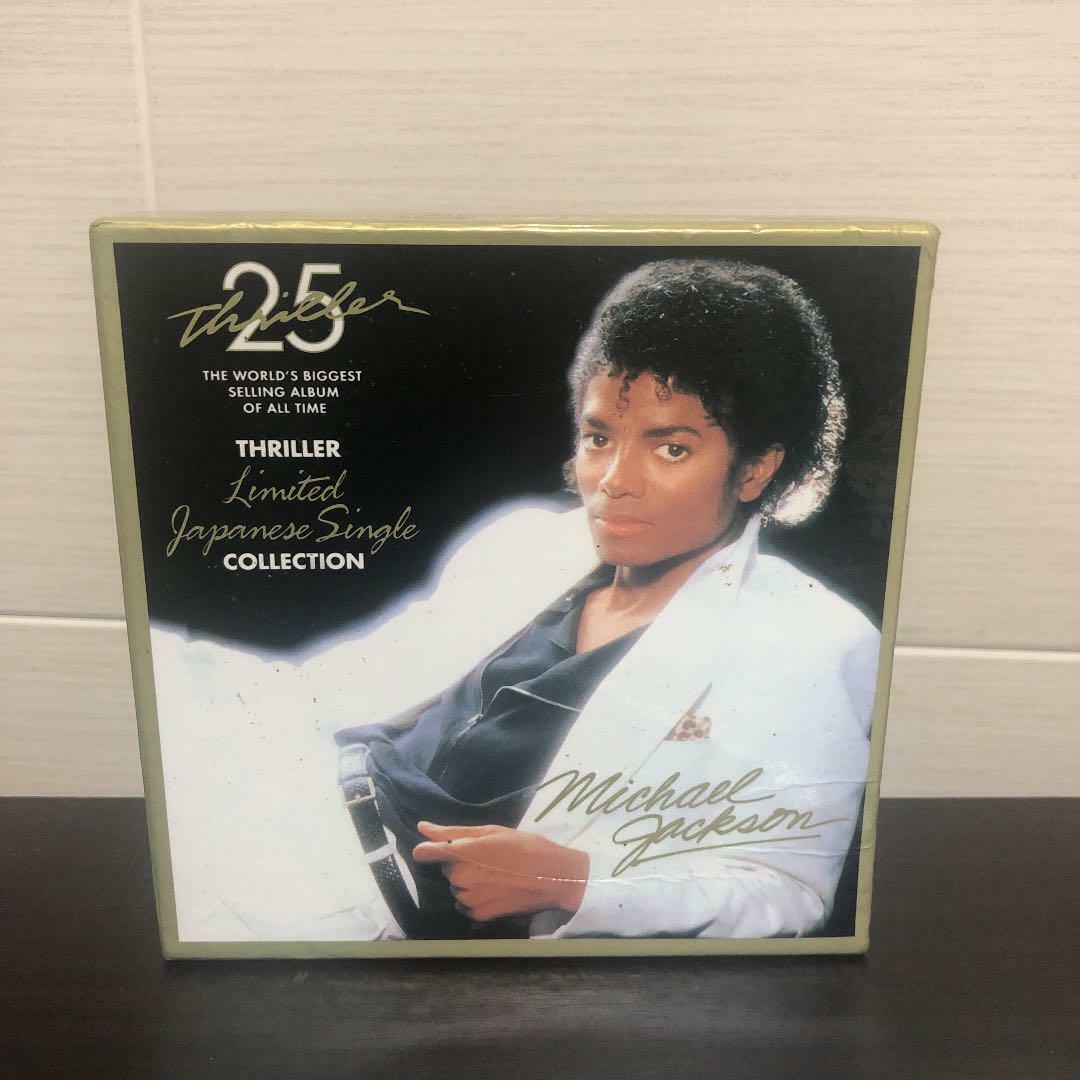 25
Thriller
THE WORLD'S BIGGEST
SELLING ALBUM
OF ALL TIME
THRILLER
Limited
Japanese Single
COLLECTION
Michael
Jackson